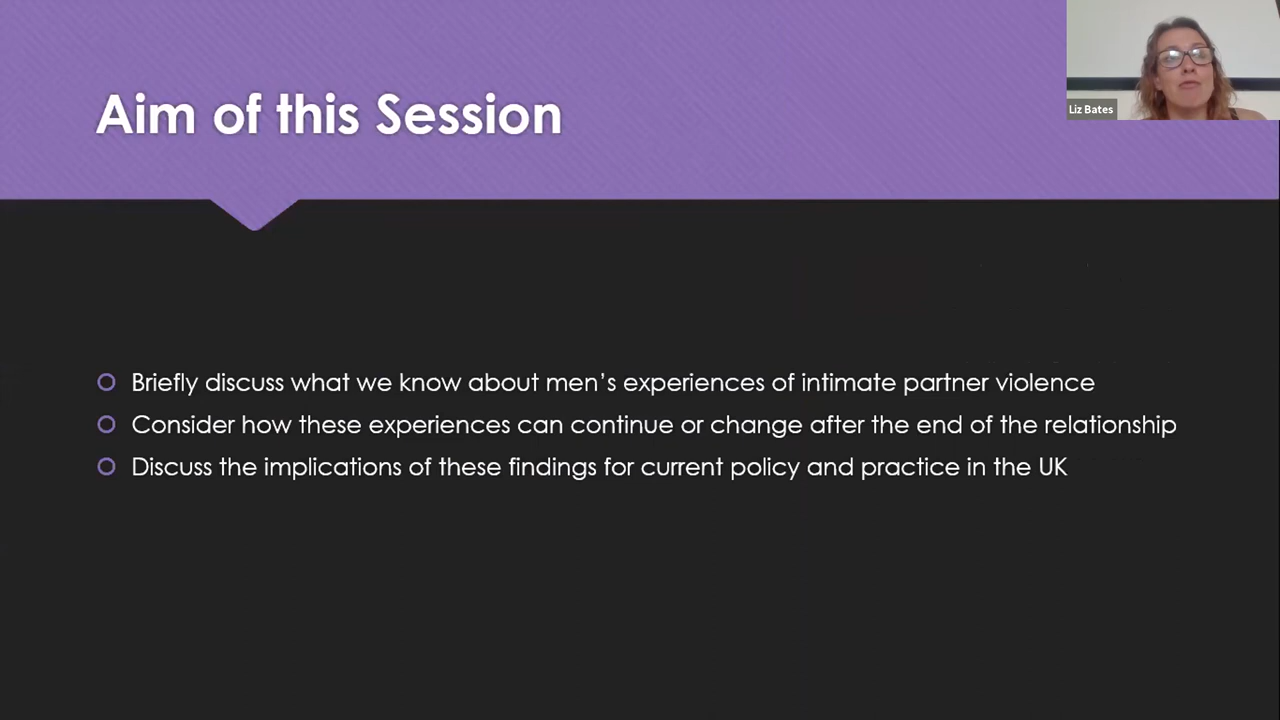 Aim of this Session
Liz Bates
Briefly discuss what we know about men’s experiences of intimate partner violence
Consider how these experiences can continue or change after the end of the relationship
Discuss the implications of these findings for current policy and practice in the UK